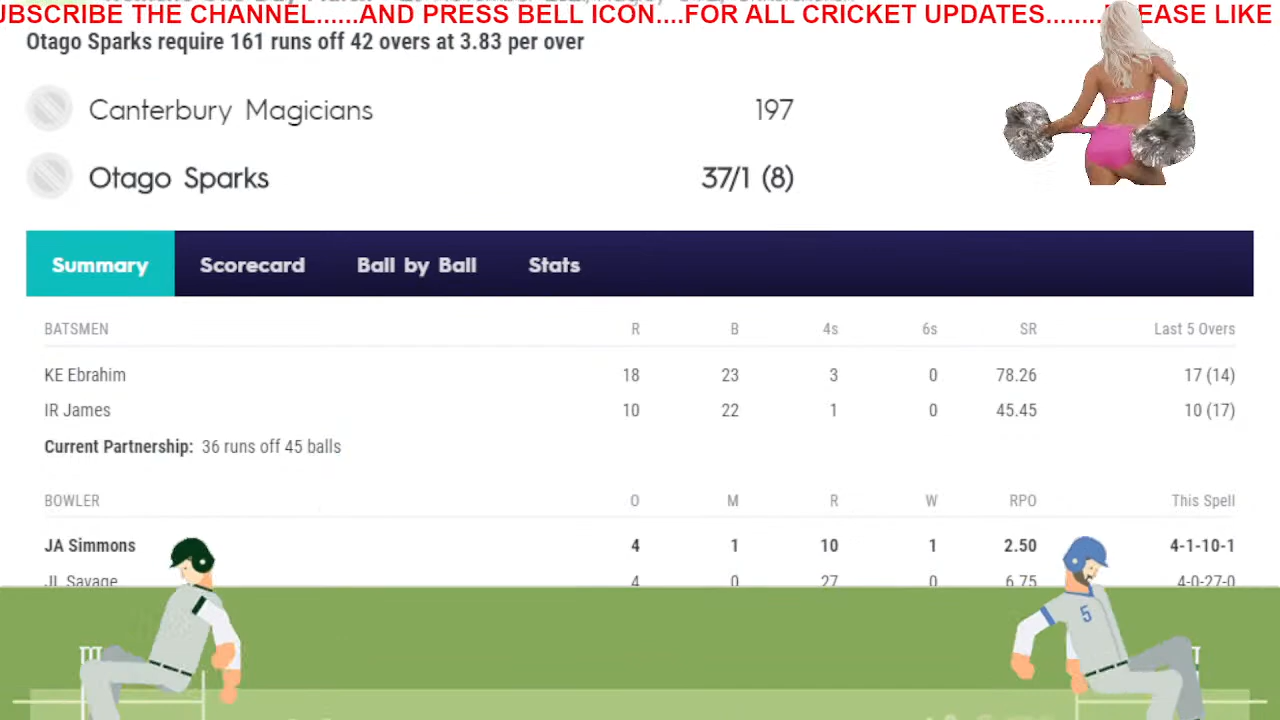 UBSCRIBE THE CHANNEL......AND PRESS BELL ICON....FOR ALL CRICKET UPDATES........ EASE LIKE
Otago Sparks require 161 runs off 42 overs at 3.83 per over
Canterbury Magicians 197
Otago Sparks 37/1 (8)
Summary Scorecard Ball by Ball Stats
BATSMEN R B 4s 6s SR Last 5 Overs
KE Ebrahim 18 23 3 0 78.26 17 (14)
IR James 10 22 1 0 45.45 10 (17)
Current Partnership: 36 runs off 45 balls
BOWLER O M R W RPO This Spell
JA Simmons 4 1 10 1 2.50 4-1-10-1
JL Savage 4 0 27 0 6.75 4-0-27-0
5